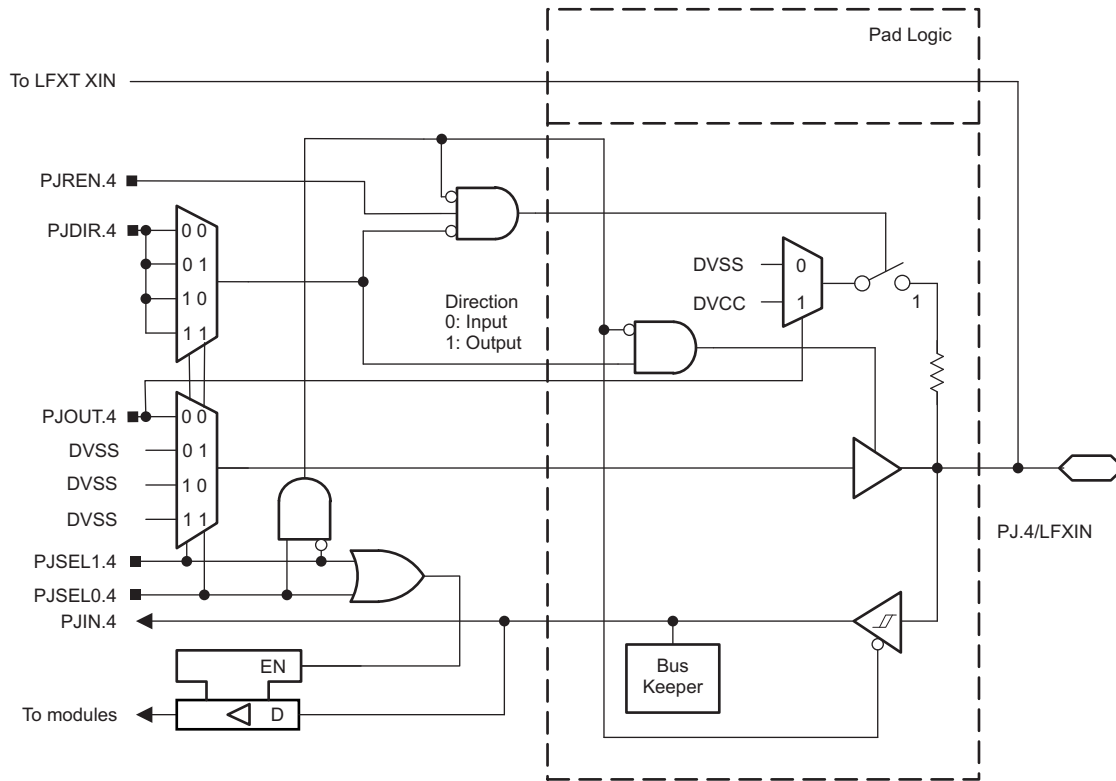 Pad Logic
To LFXT XIN
PJREN.4
PJDIR.4
0 0
0 1
1 0
1 1
Direction
0: Input
1: Output
DVSS
0
DVCC
1
1
PJOUT.4
0 0
DVSS
0 1
DVSS
1 0
DVSS
1 1
PJ.4/LFXIN
PJSEL1.4
PJSEL0.4
PJIN.4
EN
D
To modules
Bus
Keeper